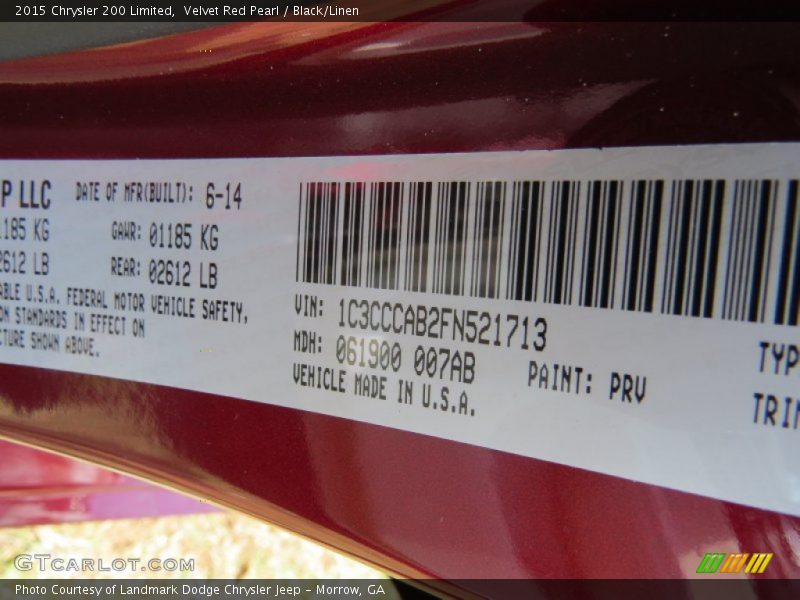 2015 Chrysler 200 Limited,  Velvet Red Pearl / Black/Linen
P LLC
DATE OF MFR(BUILT): 6-14
185 KG
GAWR: 01185 KG
2612 LB
REAR: 02612 LB
ABLE U.S.A. FEDERAL MOTOR VEHICLE SAFETY,
ON STANDARDS IN EFFECT ON
CTURE SHOWN ABOVE.
VIN: 1C3CCCAB2FN521713
MDH: 061900 007AB
PAINT: PRV
VEHICLE MADE IN U.S.A.
TYP
TRIM
GTCARLOT.COM
Photo Courtesy of Landmark Dodge Chrysler Jeep – Morrow, GA